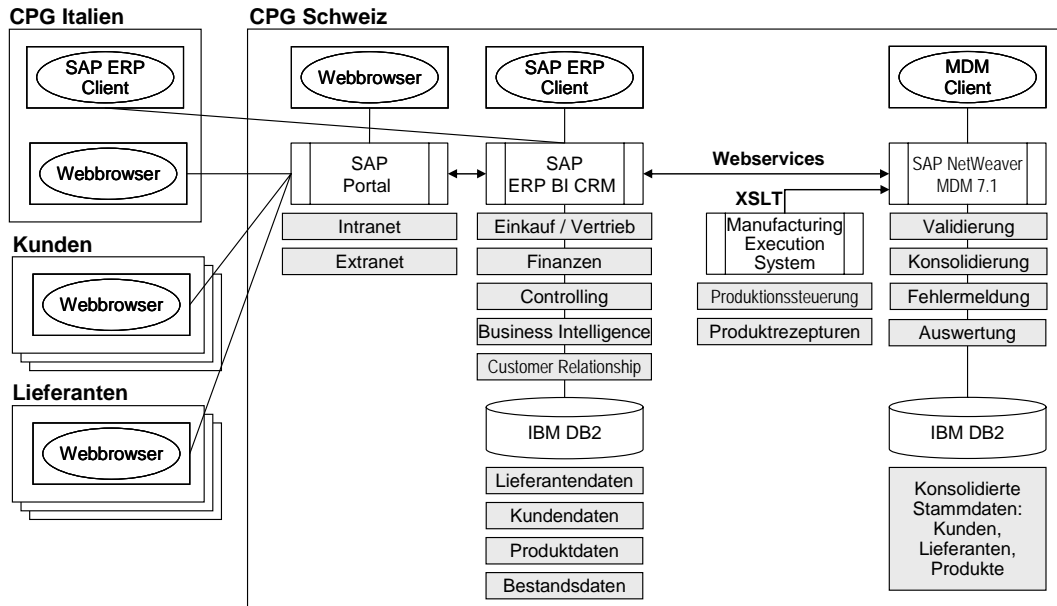 CPG Italien
CPG Schweiz
SAP ERP
Client
Webbrowser
SAP ERP
Client
MDM
Client
Webbrowser
SAP
Portal
SAP
ERP BI CRM
Webservices
XSLT
SAP NetWeaver
MDM 7.1
Manufacturing
Execution
System
Intranet
Extranet
Einkauf / Vertrieb
Finanzen
Controlling
Business Intelligence
Customer Relationship
Produktionssteuerung
Produktrezepturen
Validierung
Konsolidierung
Fehlermeldung
Auswertung
Kunden
Webbrowser
Lieferanten
Webbrowser
IBM DB2
IBM DB2
Lieferantendaten
Kundendaten
Produktdaten
Bestandsdaten
Konsolidierte
Stammdaten:
Kunden,
Lieferanten,
Produkte